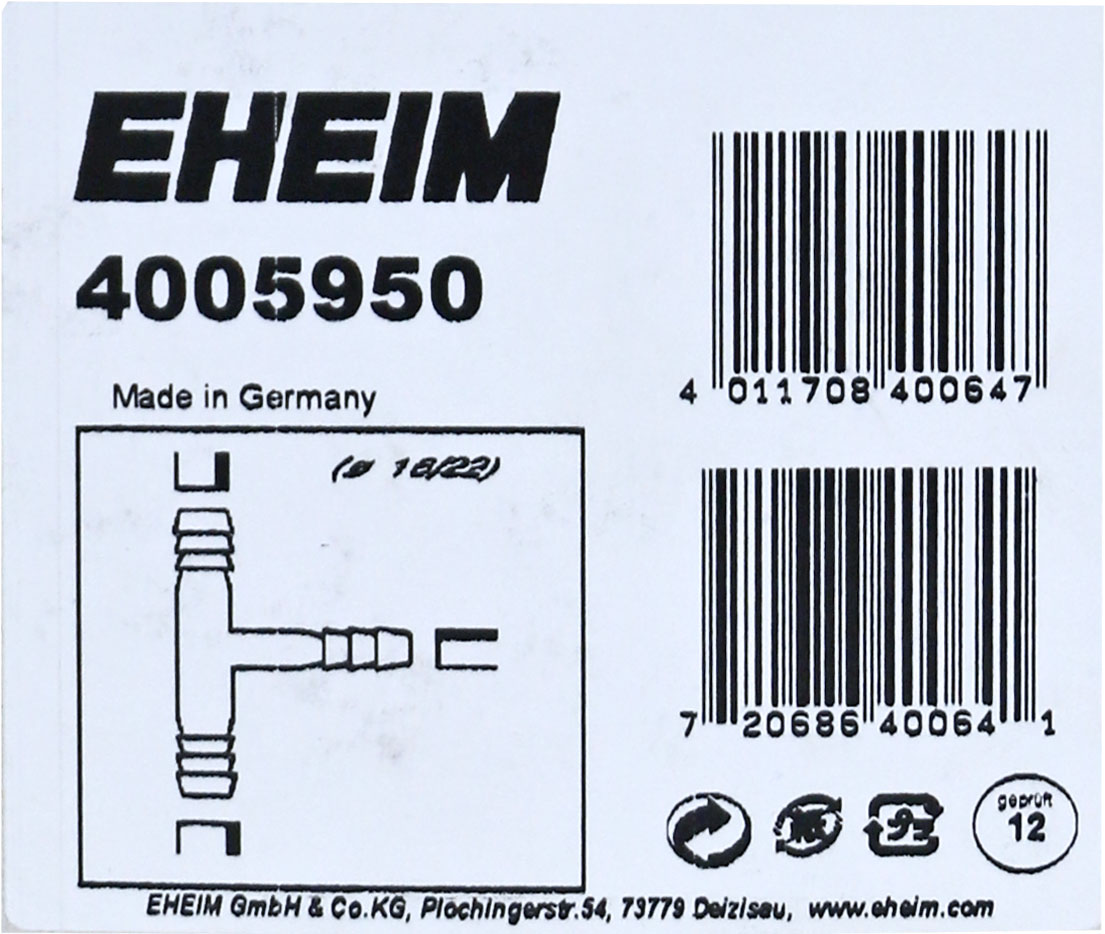 EHEIM
4005950
Made in Germany
(ø 16/22)
4 011708 400647
7 20686 40064 1
geprüft
12
EHEIM GmbH & Co.KG, Plochingerstr.54, 73779 Deizisau, www.eheim.com